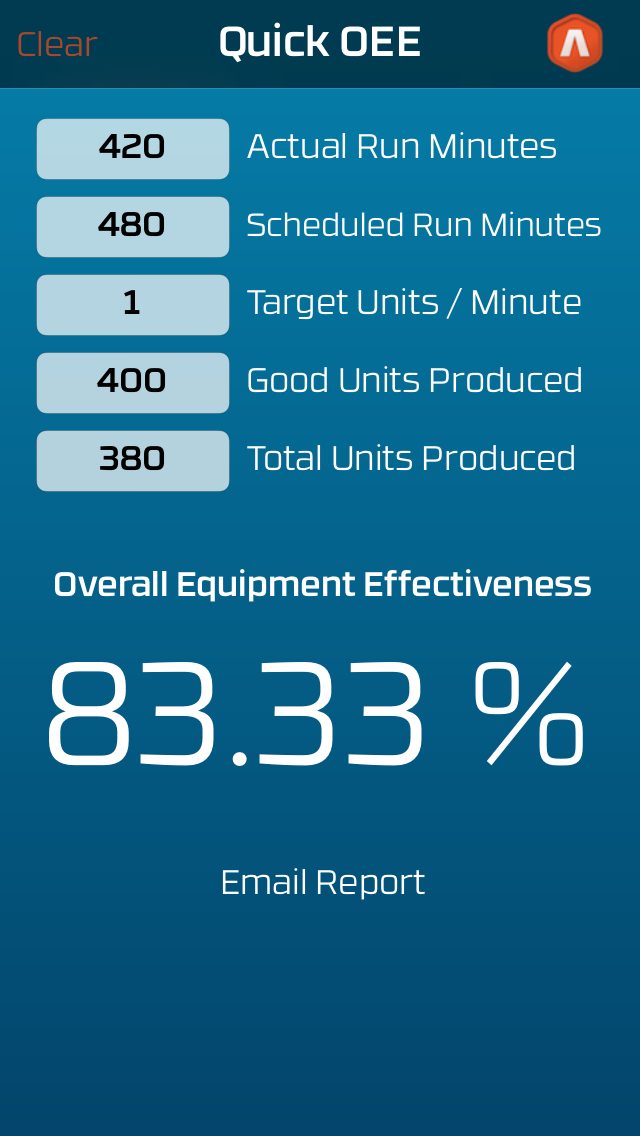 Clear Quick OEE
420 Actual Run Minutes
480 Scheduled Run Minutes
1 Target Units / Minute
400 Good Units Produced
380 Total Units Produced
Overall Equipment Effectiveness
83.33 %
Email Report